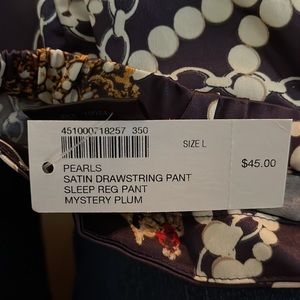 451000718257 350
SIZE L
$45.00
PEARLS
SATIN DRAWSTRING PANT
SLEEP REG PANT
MYSTERY PLUM